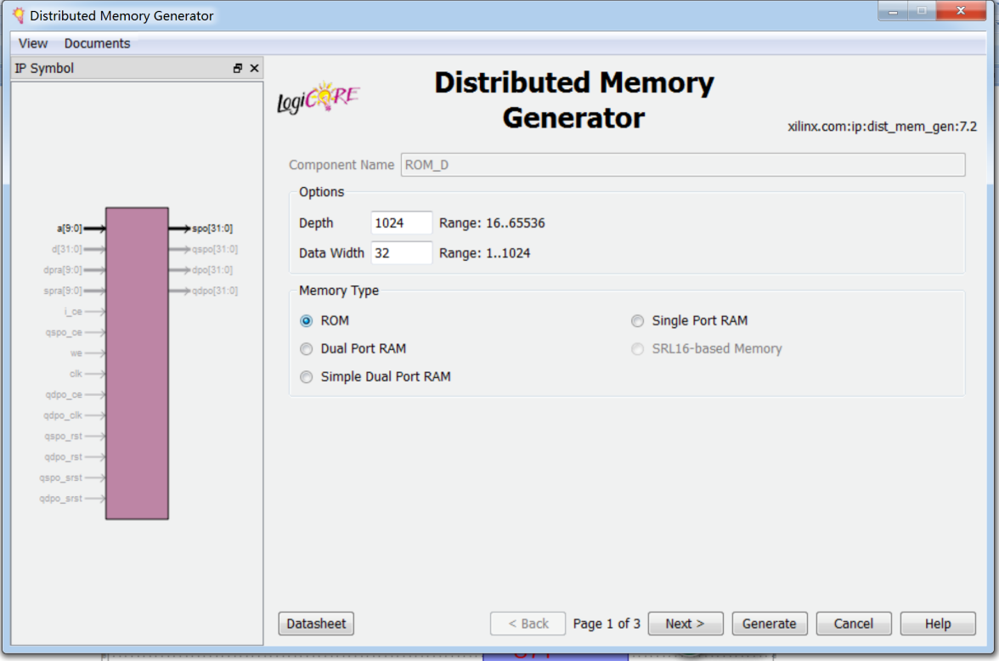 Distributed Memory Generator
View Documents
IP Symbol
LogiCORE
Distributed Memory
Generator
xilinx.com:ip:dist_mem_gen:7.2
Component Name ROM_D
Options
Depth 1024 Range: 16..65536
Data Width 32 Range: 1..1024
Memory Type
ROM Single Port RAM
Dual Port RAM SRL16-based Memory
Simple Dual Port RAM
a[9:0] spo[31:0]
d[31:0] qspo[31:0]
dpra[9:0] dpo[31:0]
spra[9:0] qdpo[31:0]
i_ce
qspo_ce
we
clk
qdpo_ce
qdpo_clk
qspo_rst
qdpo_rst
qspo_srst
qdpo_srst
Datasheet < Back Page 1 of 3 Next > Generate Cancel Help